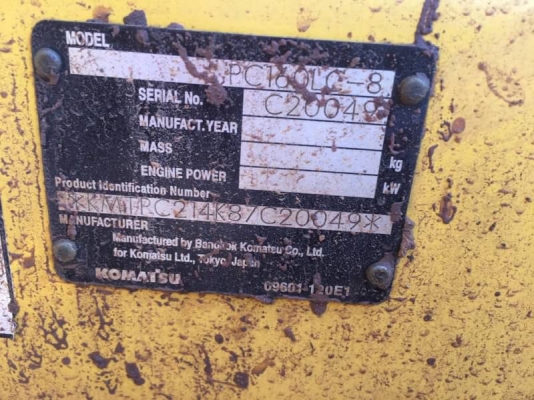 MODEL
PC160LC-8
SERIAL No.
C20049
MANUFACT.YEAR
MASS
kg
ENGINE POWER
kW
Product Identification Number
MANUFACTURER
Manufactured by Bangkok Komatsu Co., Ltd.
for Komatsu Ltd., Tokyo, Japan
KOMATSU